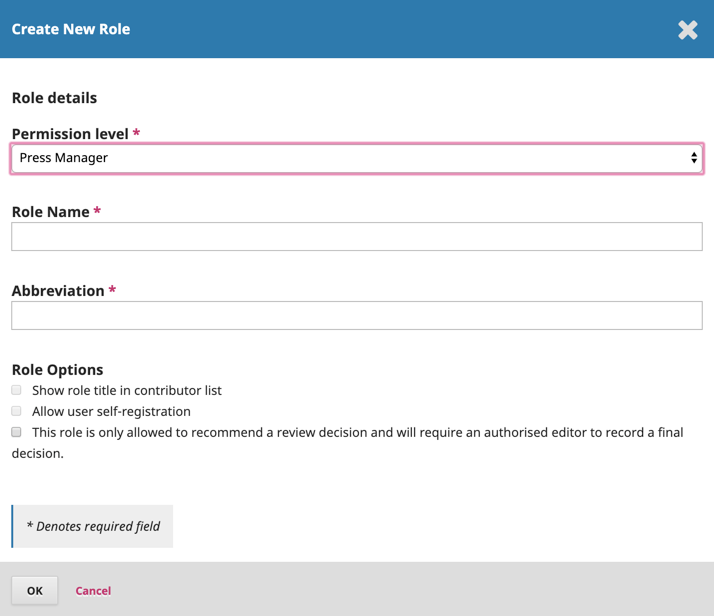 Create New Role
Role details
Permission level *
Press Manager
Role Name *
Abbreviation *
Role Options
Show role title in contributor list
Allow user self-registration
This role is only allowed to recommend a review decision and will require an authorised editor to record a final
decision.
* Denotes required field
OK
Cancel